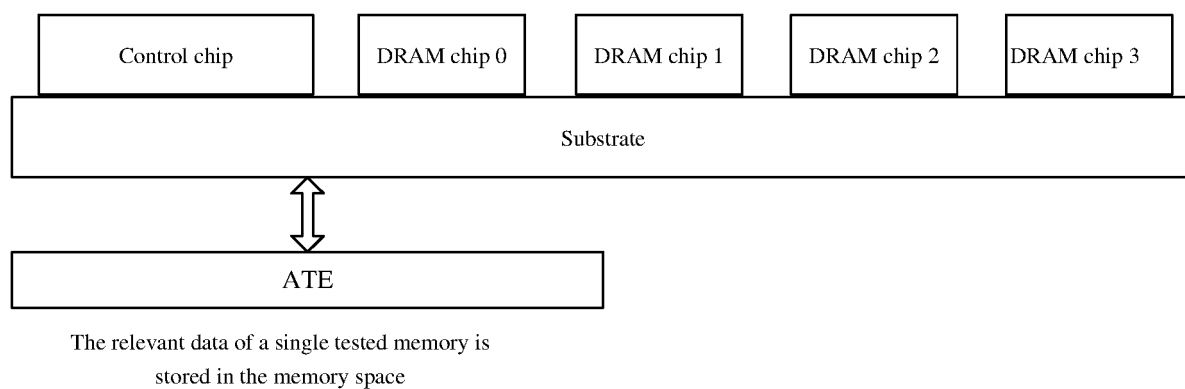 Control chip
DRAM chip 0
DRAM chip 1
DRAM chip 2
DRAM chip 3
Substrate
ATE
The relevant data of a single tested memory is
stored in the memory space